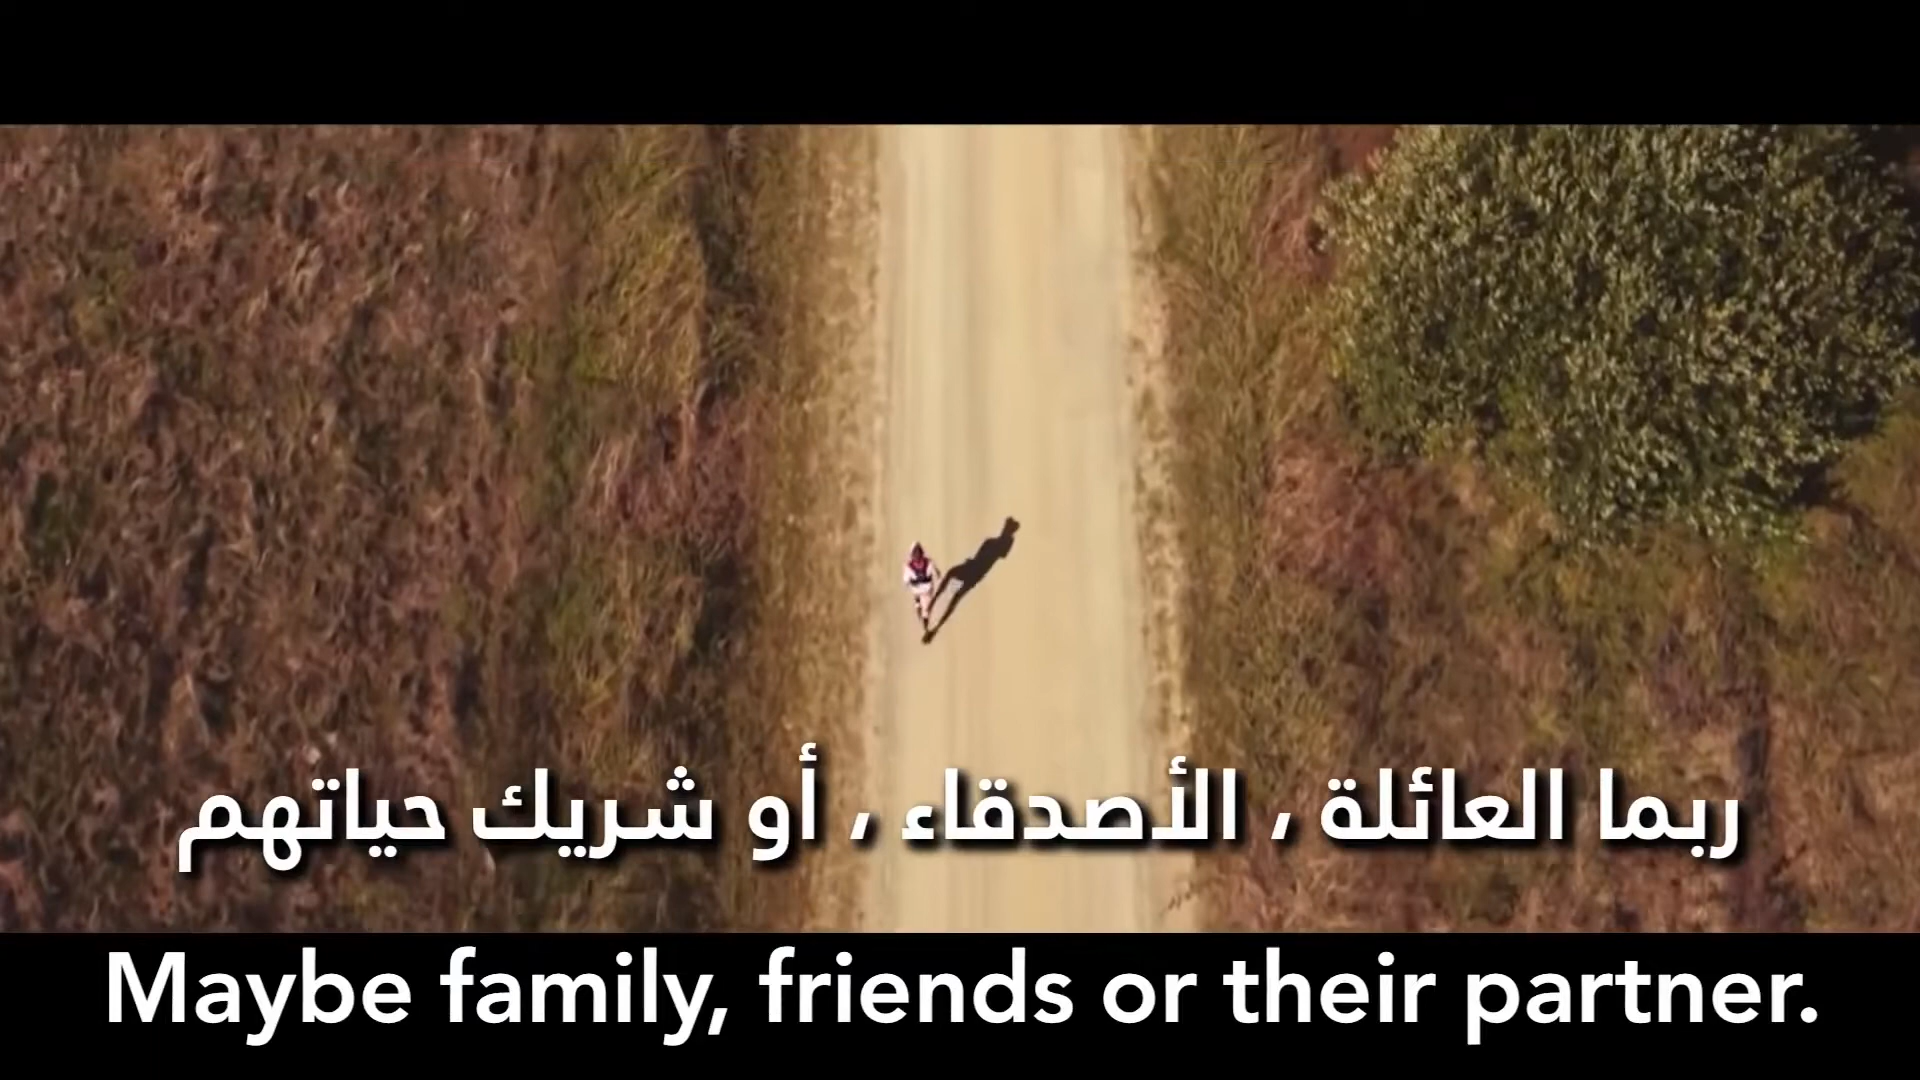 ربما العائلة ، الأصدقاء ، أو شريك حياتهم
Maybe family, friends or their partner.